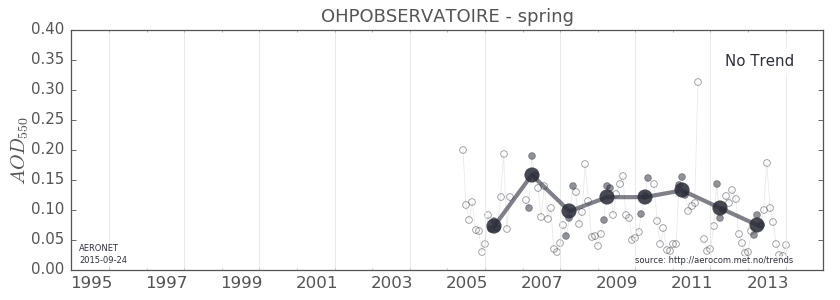 OHPOBSERVATOIRE - spring
0.40
0.35
0.30
0.25
0.20
0.15
0.10
0.05
0.00
AOD550
No Trend
AERONET
2015-09-24
source: http://aerocom.met.no/trends
1995 1997 1999 2001 2003 2005 2007 2009 2011 2013